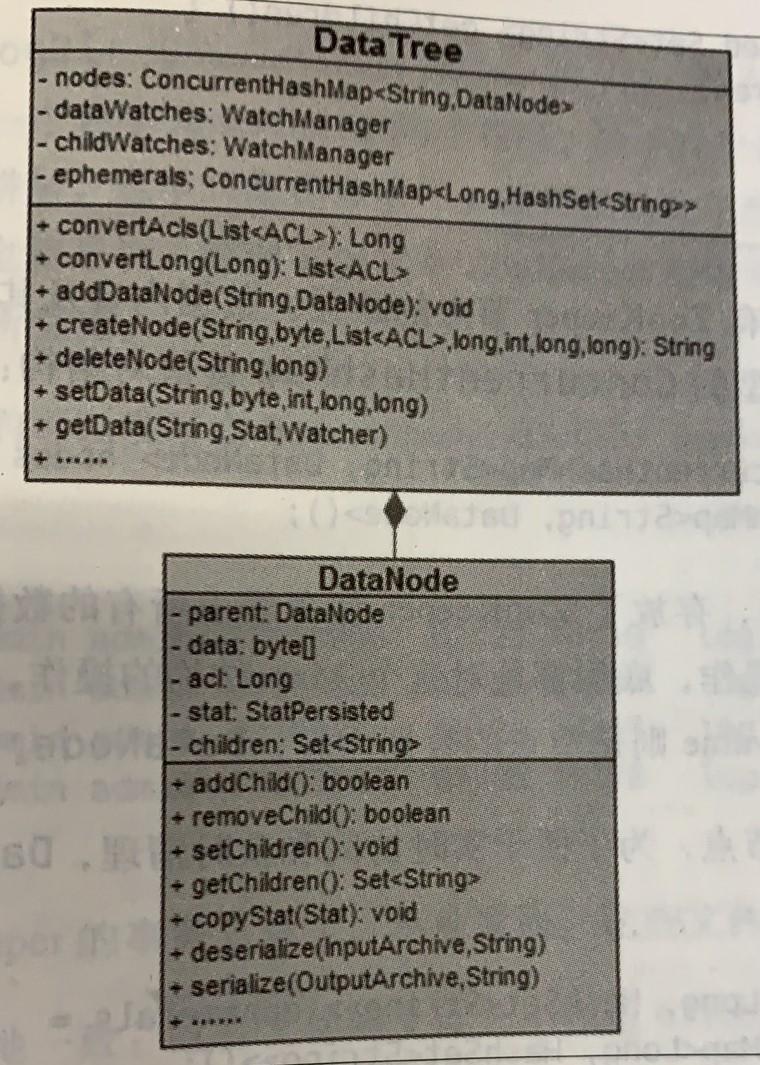 DataTree
- nodes: ConcurrentHashMap<String,DataNode>
- dataWatches: WatchManager
- childWatches: WatchManager
- ephemerals; ConcurrentHashMap<Long,HashSet<String>>
+ convertAcls(List<ACL>): Long
+ convertLong(Long): List<ACL>
+ addDataNode(String,DataNode): void
+ createNode(String,byte,List<ACL>,long,int,long,long): String
+ deleteNode(String,long)
+ setData(String,byte,int,long,long)
+ getData(String,Stat,Watcher)
+ ......
DataNode
- parent: DataNode
- data: byte[]
- acl: Long
- stat: StatPersisted
- children: Set<String>
+ addChild(): boolean
+ removeChild(): boolean
+ setChildren(): void
+ getChildren(): Set<String>
+ copyStat(Stat): void
+ deserialize(InputArchive,String)
+ serialize(OutputArchive,String)
+ ......